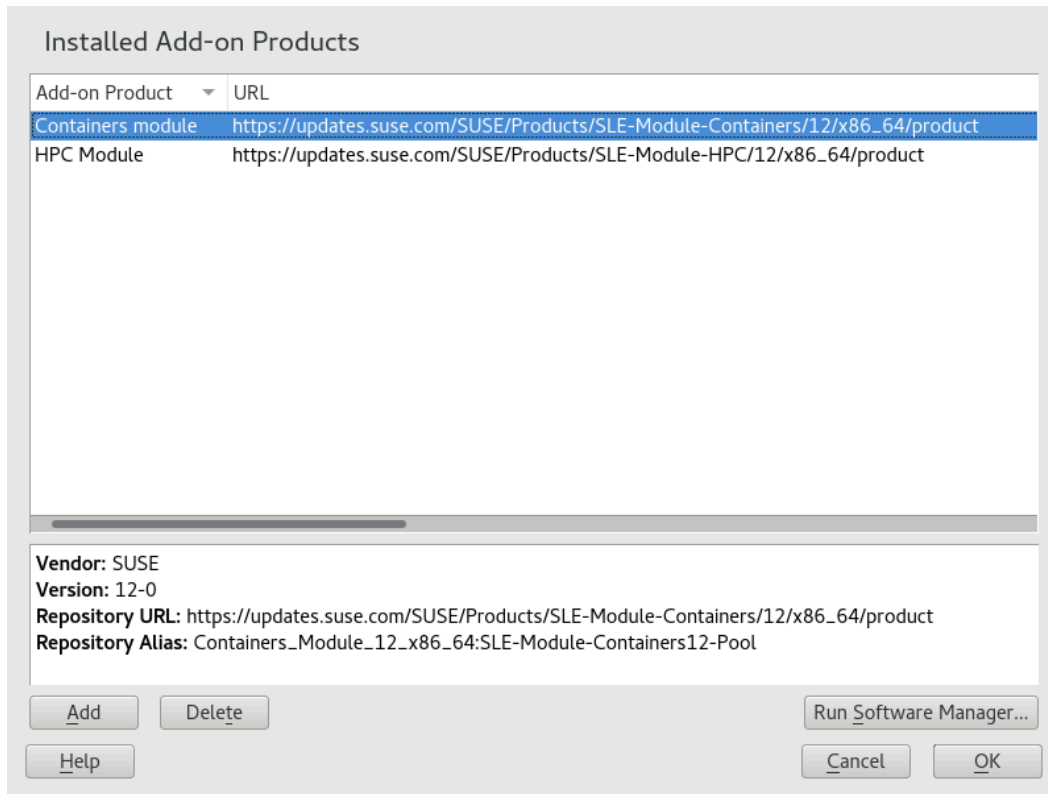 Installed Add-on Products
Add-on Product URL
Containers module https://updates.suse.com/SUSE/Products/SLE-Module-Containers/12/x86_64/product
HPC Module https://updates.suse.com/SUSE/Products/SLE-Module-HPC/12/x86_64/product
Vendor: SUSE
Version: 12-0
Repository URL: https://updates.suse.com/SUSE/Products/SLE-Module-Containers/12/x86_64/product
Repository Alias: Containers_Module_12_x86_64:SLE-Module-Containers12-Pool
Add Delete Run Software Manager...
Help Cancel OK